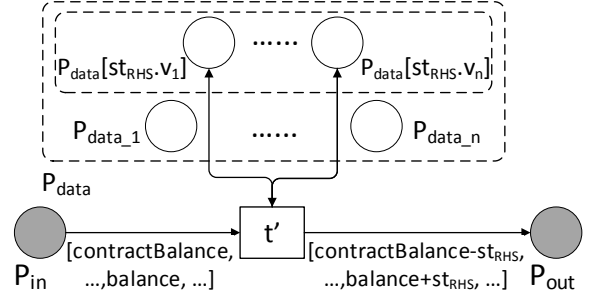 ......
P_data[st_RHS.v_1] P_data[st_RHS.v_n]
P_data_1 ...... P_data_n
P_data
t'
[contractBalance, [contractBalance-st_RHS,
P_in ...,balance, ...] ...,balance+st_RHS, ...] P_out